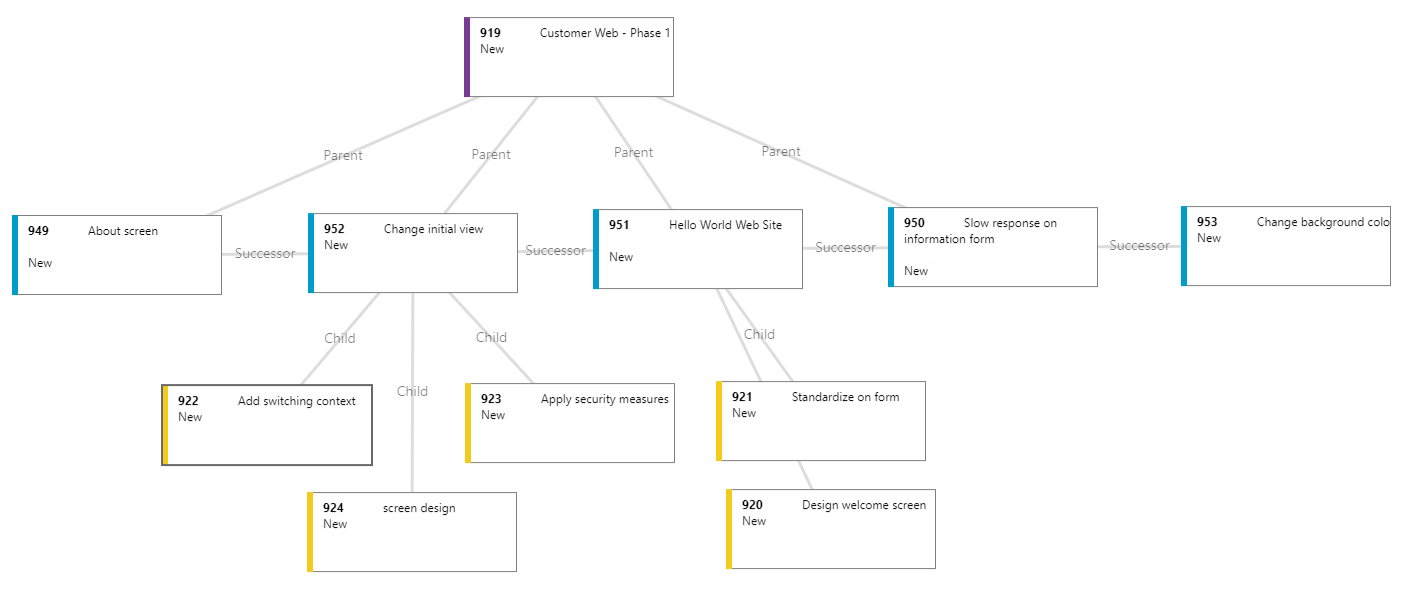 919 Customer Web - Phase 1
New
Parent
Parent
Parent
Parent
949 About screen
New
952 Change initial view
New
951 Hello World Web Site
New
950 Slow response on
information form
New
953 Change background colo
New
Successor
Successor
Successor
Successor
Child
Child
Child
Child
922 Add switching context
New
923 Apply security measures
New
921 Standardize on form
New
924 screen design
New
920 Design welcome screen
New